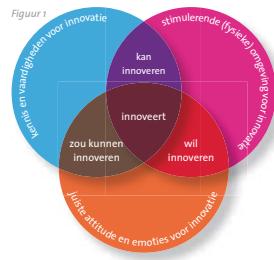 Figuur 1
kennis en vaardigheden voor innovatie
stimulerende (fysieke) omgeving voor innovatie
kan
innoveren
innoveert
zou kunnen
innoveren
wil
innoveren
juiste attitude en emoties voor innovatie